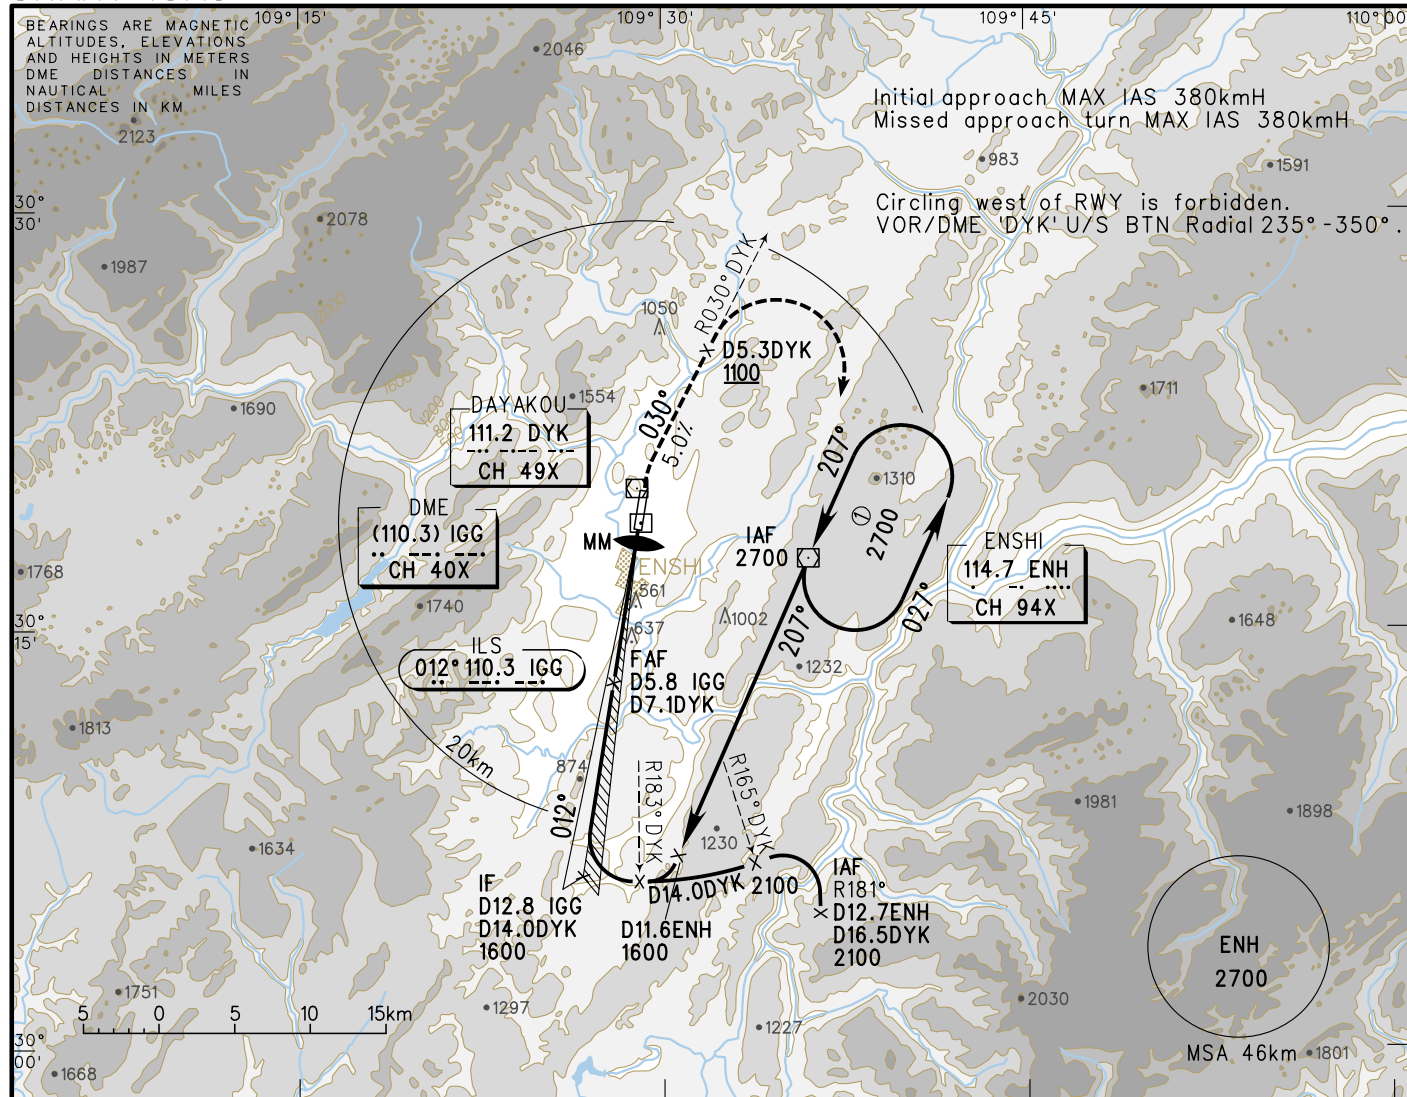 109°15'
109°30'
109°45'
110°00'
BEARINGS ARE MAGNETIC
ALTITUDES, ELEVATIONS
AND HEIGHTS IN METERS
DME DISTANCES IN
NAUTICAL MILES
DISTANCES IN KM
2046
2123
Initial approach MAX IAS 380kmH
Missed approach turn MAX IAS 380kmH
983
1591
30°
30'
2078
Circling west of RWY is forbidden.
VOR/DME 'DYK' U/S BTN Radial 235°-350°.
1987
R030°DYK
2000
1050
D5.3DYK
1100
1600
1200
800
1554
1711
1690
DAYAKOU
111.2 DYK
CH 49X
030°
5.0%
207°
1310
DME
(110.3) IGG
CH 40X
MM
IAF
2700
①
2700
ENSHI
114.7 ENH
CH 94X
ENSHI
1768
561
1740
637
1002
207°
027°
1648
30°
15'
ILS
012° 110.3 IGG
FAF
D5.8 IGG
D7.1DYK
1232
1813
20km
874
R183°DYK
R165°DYK
1981
1898
012°
1230
1634
IF
D12.8 IGG
D14.0DYK
1600
D14.0DYK
2100
D11.6ENH
1600
IAF
R181°
D12.7ENH
D16.5DYK
2100
ENH
2700
1751
1297
2030
5 0 5 10 15km
1227
30°
00'
MSA 46km
1801
1668